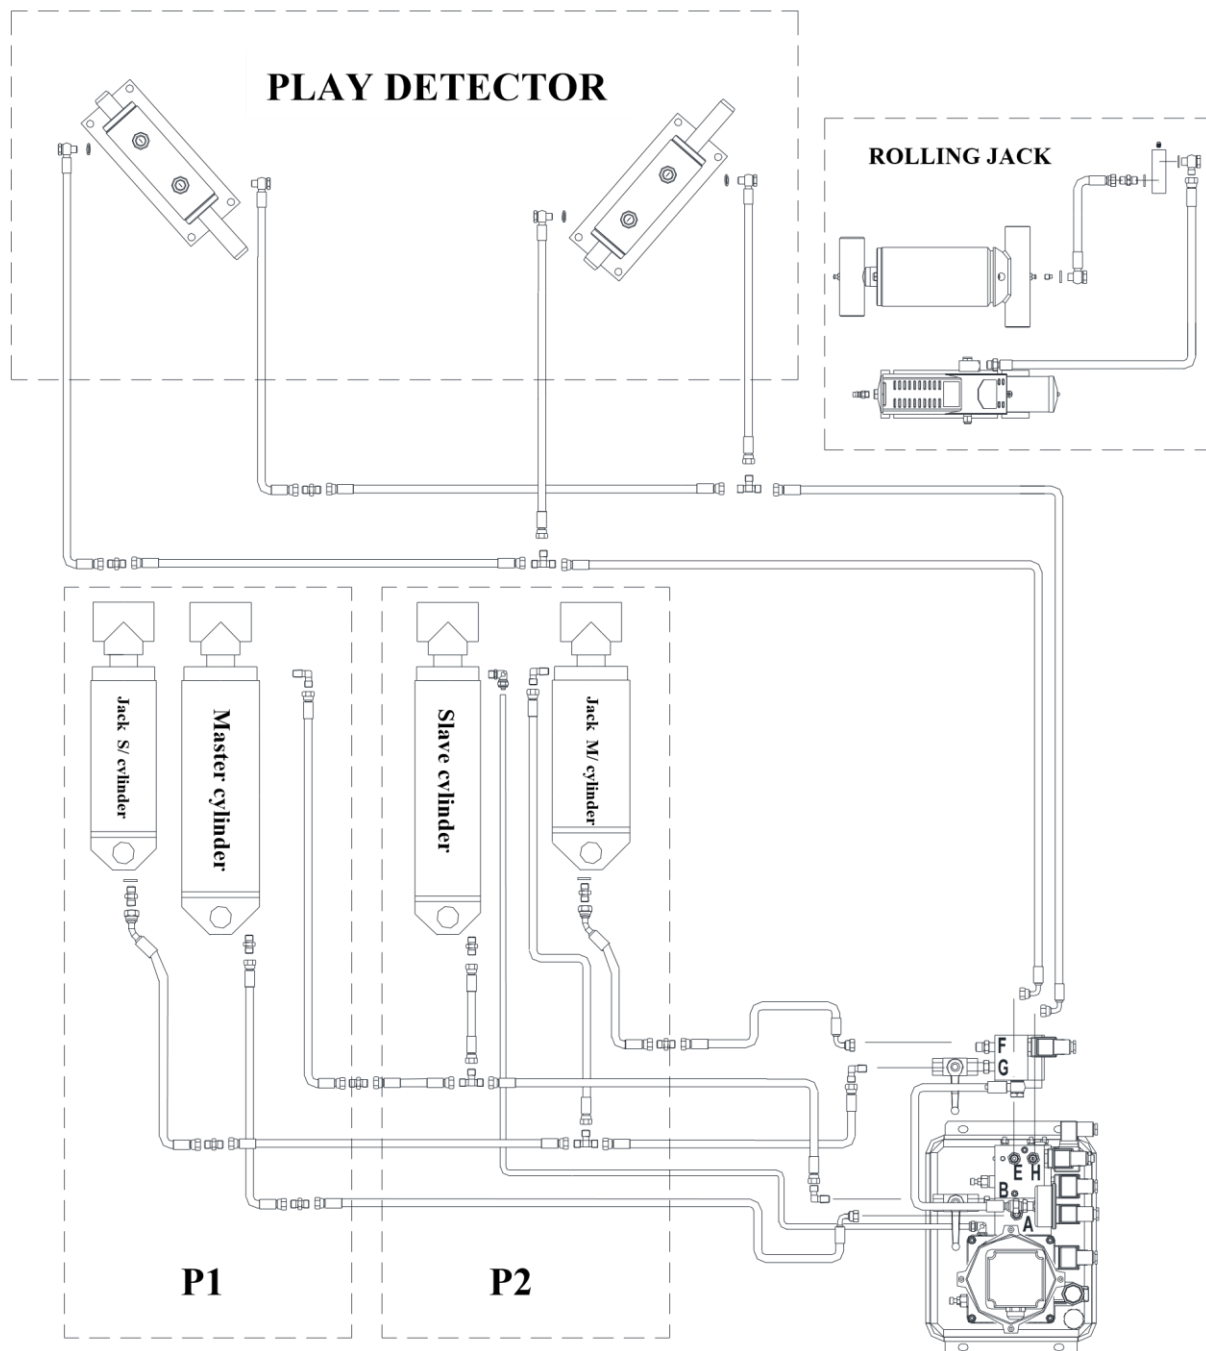 PLAY DETECTOR
ROLLING JACK
Jack S/ cylinder
Master cylinder
Slave cylinder
Jack M/ cylinder
F
G
E H
B
A
P1
P2